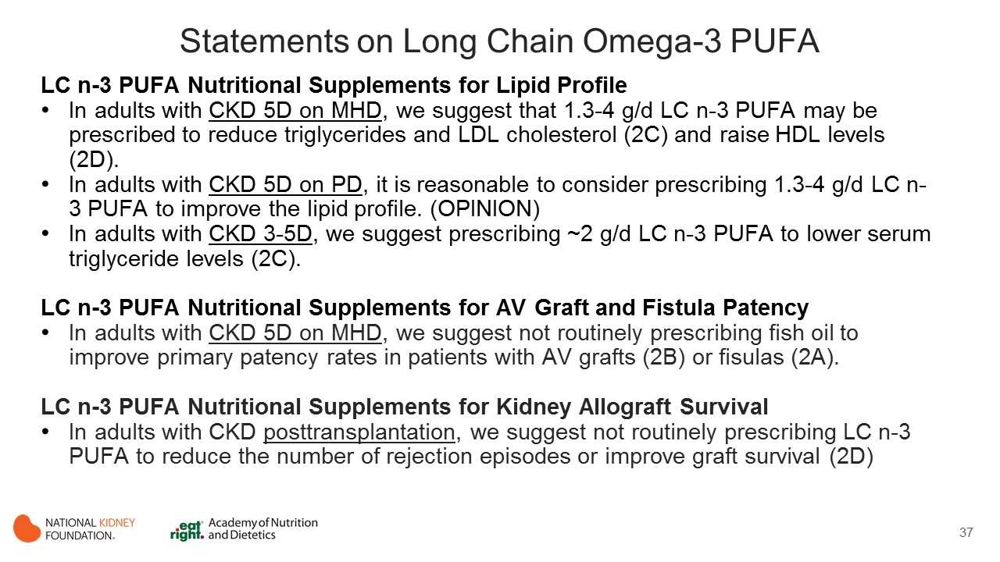 Statements on Long Chain Omega-3 PUFA
LC n-3 PUFA Nutritional Supplements for Lipid Profile
• In adults with CKD 5D on MHD, we suggest that 1.3-4 g/d LC n-3 PUFA may be
prescribed to reduce triglycerides and LDL cholesterol (2C) and raise HDL levels
(2D).
• In adults with CKD 5D on PD, it is reasonable to consider prescribing 1.3-4 g/d LC n-
3 PUFA to improve the lipid profile. (OPINION)
• In adults with CKD 3-5D, we suggest prescribing ~2 g/d LC n-3 PUFA to lower serum
triglyceride levels (2C).
LC n-3 PUFA Nutritional Supplements for AV Graft and Fistula Patency
• In adults with CKD 5D on MHD, we suggest not routinely prescribing fish oil to
improve primary patency rates in patients with AV grafts (2B) or fisulas (2A).
LC n-3 PUFA Nutritional Supplements for Kidney Allograft Survival
• In adults with CKD posttransplantation, we suggest not routinely prescribing LC n-3
PUFA to reduce the number of rejection episodes or improve graft survival (2D)
NATIONAL KIDNEY
FOUNDATION®
eat
right.
Academy of Nutrition
and Dietetics
37